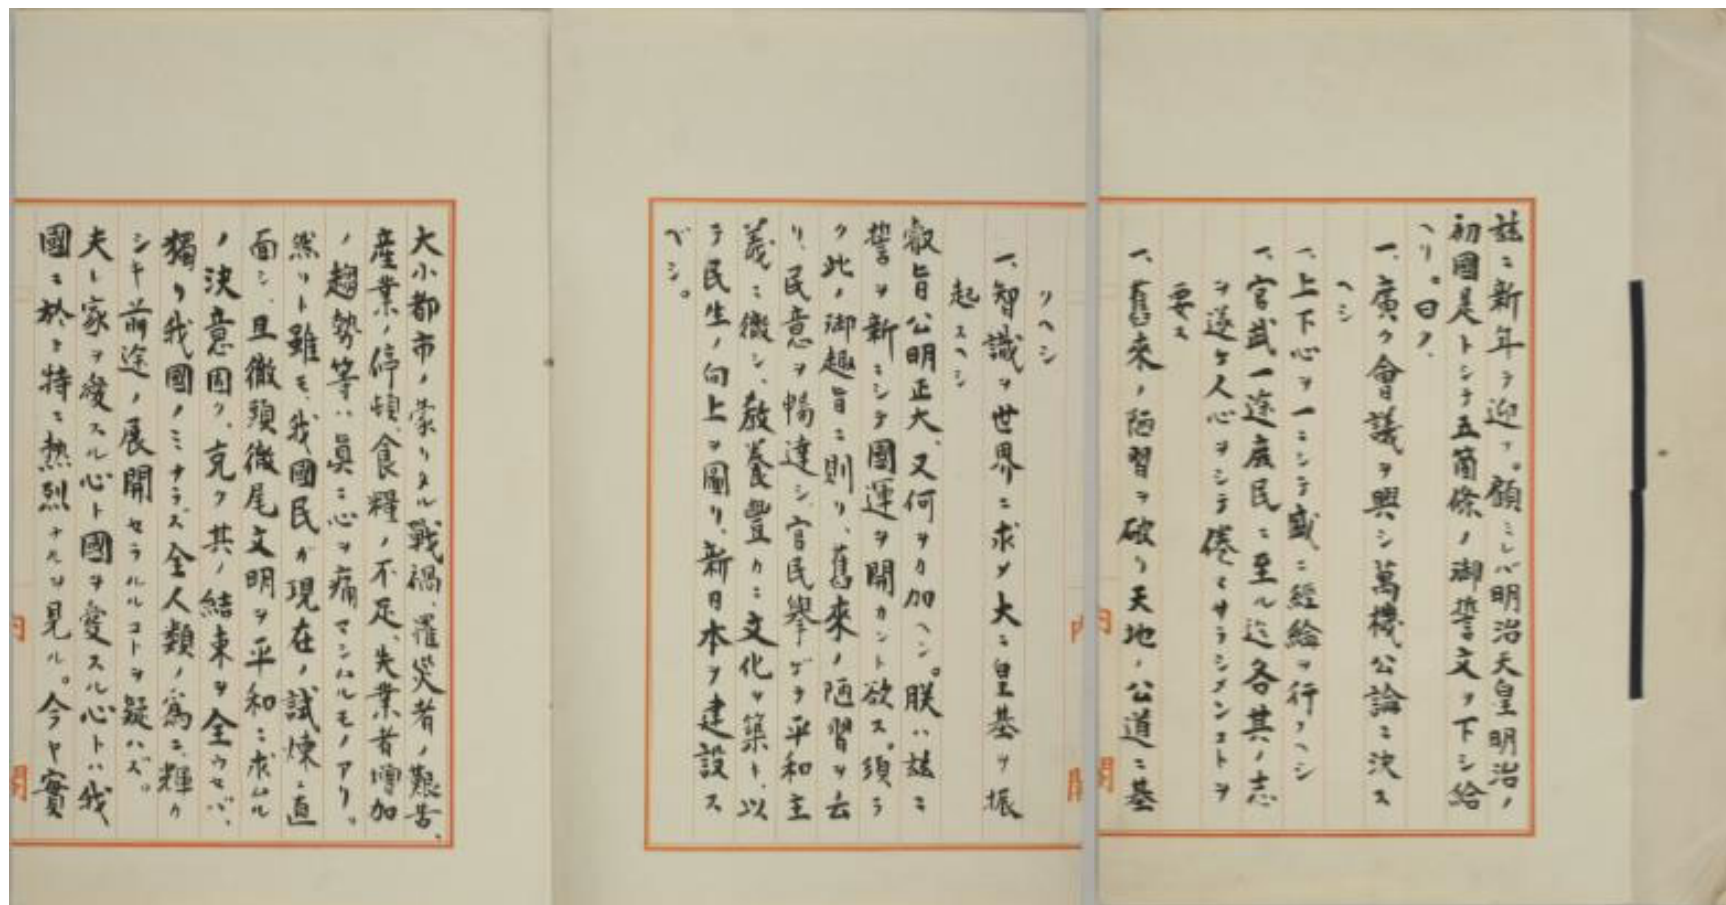 茲ニ新年ヲ迎フ。顧ミレバ明治天皇明治ノ
初國是トシテ五箇條ノ御誓文ヲ下シ給
ヘリ。曰ク、
一、廣ク會議ヲ興シ萬機公論ニ決ス
ヘシ
一、上下心ヲ一ニシテ盛ニ經綸ヲ行フヘシ
一、官武一途庶民ニ至ル迄各其ノ志
ヲ遂ケ人心ヲシテ倦マサラシメンコトヲ
要ス
一、舊來ノ陋習ヲ破リ天地ノ公道ニ基
クヘシ
一、智識ヲ世界ニ求メ大ニ皇基ヲ振
起スヘシ
叡旨公明正大、又何ヲカ加ヘン。朕ハ茲ニ
誓ヲ新ニシテ國運ヲ開カント欲ス。須ラ
ク此ノ御趣旨ニ則リ、舊來ノ陋習ヲ去
リ、民意ヲ暢達シ、官民擧ゲテ平和主
義ニ徹シ、敎養豐カニ文化ヲ築キ、以
テ民生ノ向上ヲ圖リ、新日本ヲ建設ス
ベシ。
大小都市ノ蒙リタル戰禍、罹災者ノ艱苦、
産業ノ停頓、食糧ノ不足、失業者增加
ノ趨勢等ハ眞ニ心ヲ痛マシムルモノアリ。
然リト雖モ、我國民ガ現在ノ試煉ニ直
面シ、且徹頭徹尾文明ヲ平和ニ求ムル
ノ決意固ク、克ク其ノ結束ヲ全ウセバ、
獨リ我國ノミナラズ全人類ノ爲ニ、輝カ
シキ前途ノ展開セラルルコトヲ疑ハズ。
夫レ家ヲ愛スル心ト國ヲ愛スル心トハ我
國ニ於テ特ニ熱烈ナルヲ見ル。今ヤ實
内閣
内閣
内閣